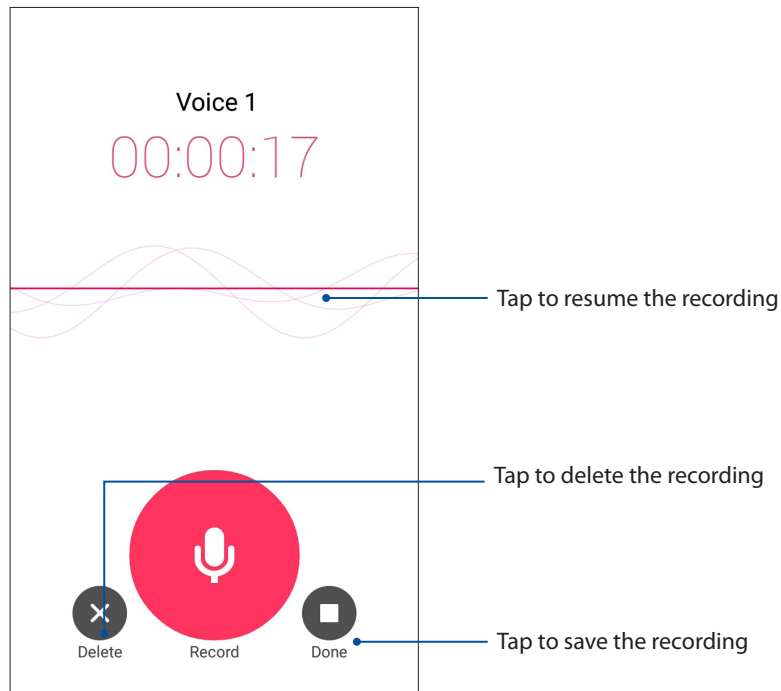 Voice 1
00:00:17
Tap to resume the recording
Tap to delete the recording
Tap to save the recording
Delete
Record
Done